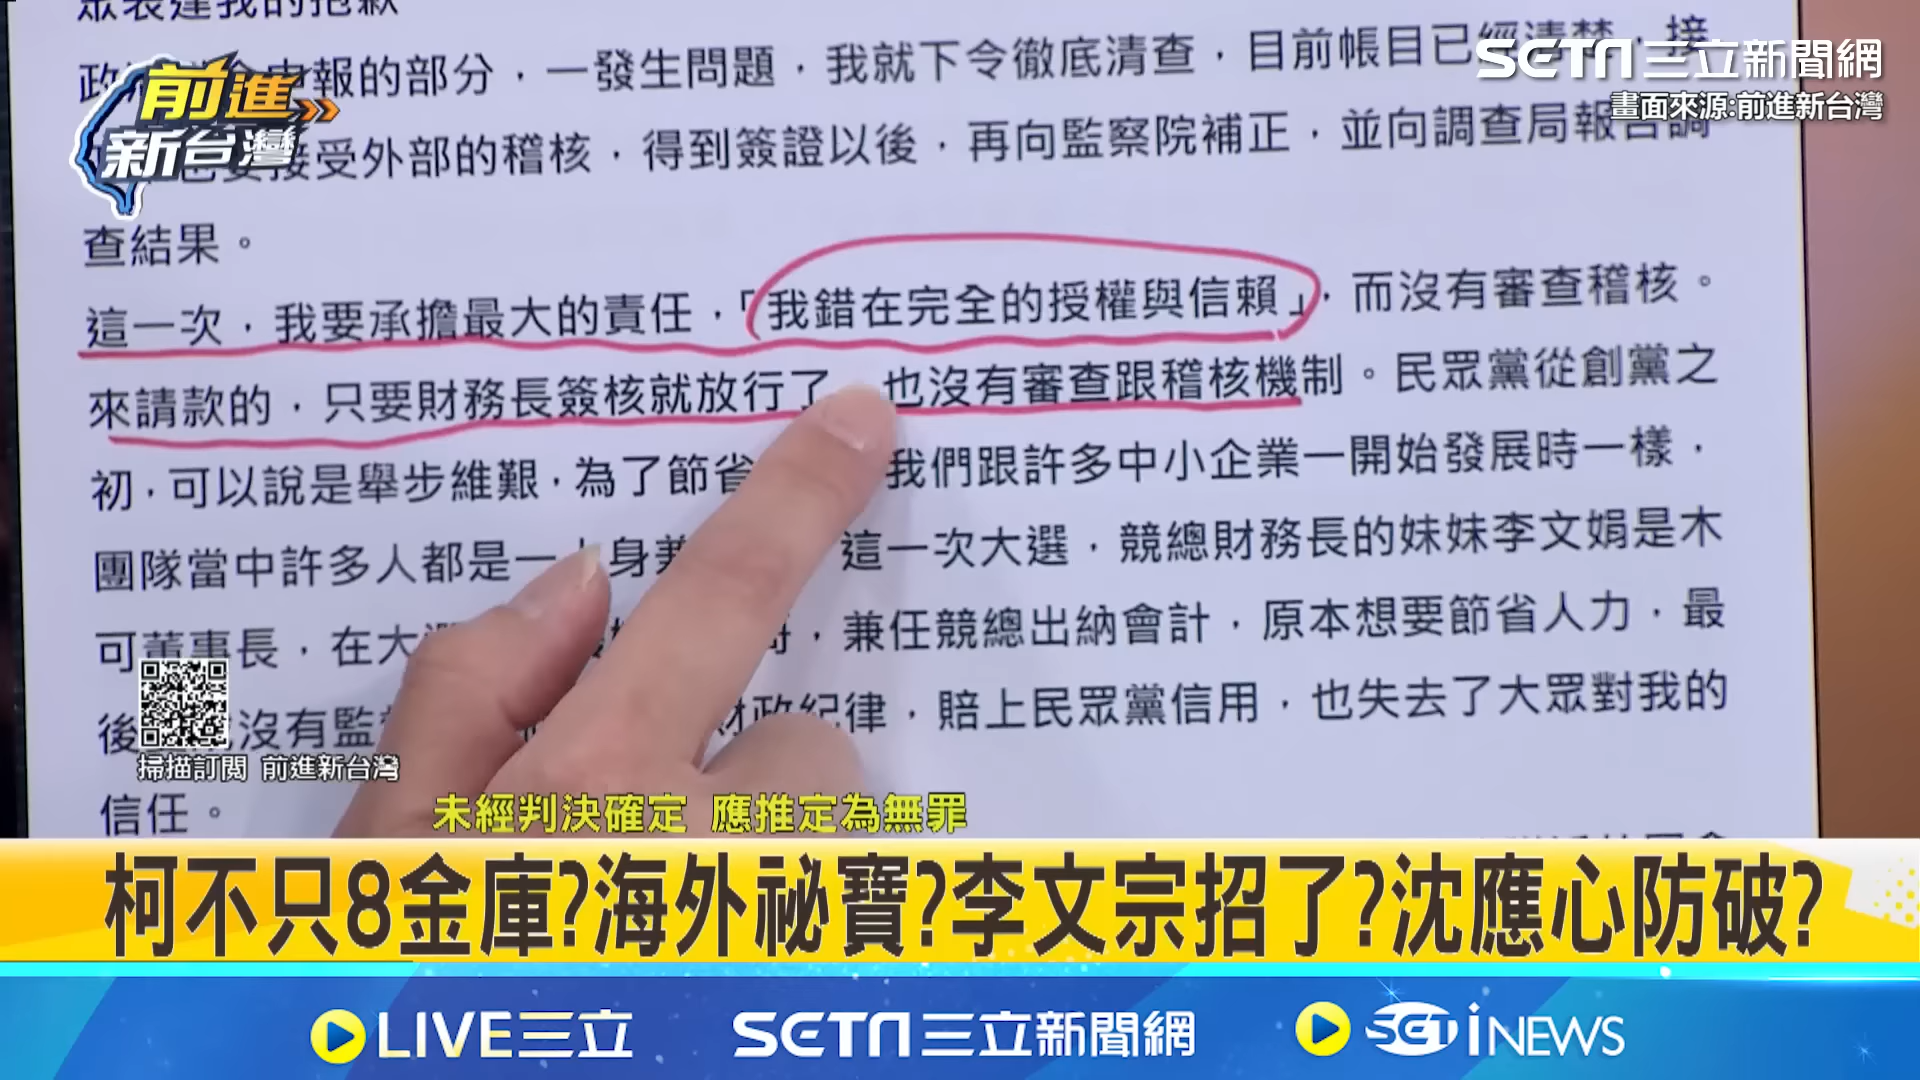 眾表達我的歉
政
報的部分，一發生問題，我就下令徹底清查，目前帳目已經清楚，接
接受外部的稽核，得到簽證以後，再向監察院補正，並向調查局報告調
查結果。
這一次，我要承擔最大的責任，「我錯在完全的授權與信賴」，而沒有審查稽核。
來請款的，只要財務長簽核就放行了 也沒有審查跟稽核機制。民眾黨從創黨之
初，可以說是舉步維艱，為了節省 我們跟許多中小企業一開始發展時一樣，
團隊當中許多人都是一人身兼 這一次大選，競總財務長的妹妹李文娟是木
可董事長，在大選 哥，兼任競總出納會計，原本想要節省人力，最
後 沒有監 財政紀律，賠上民眾黨信用，也失去了大眾對我的
信任。
前進新台灣
SETN三立新聞網
畫面來源:前進新台灣
掃描訂閱 前進新台灣
未經判決確定 應推定為無罪
柯不只8金庫?海外祕寶?李文宗招了?沈應心防破?
LIVE三立 SETN三立新聞網 SET iNEWS